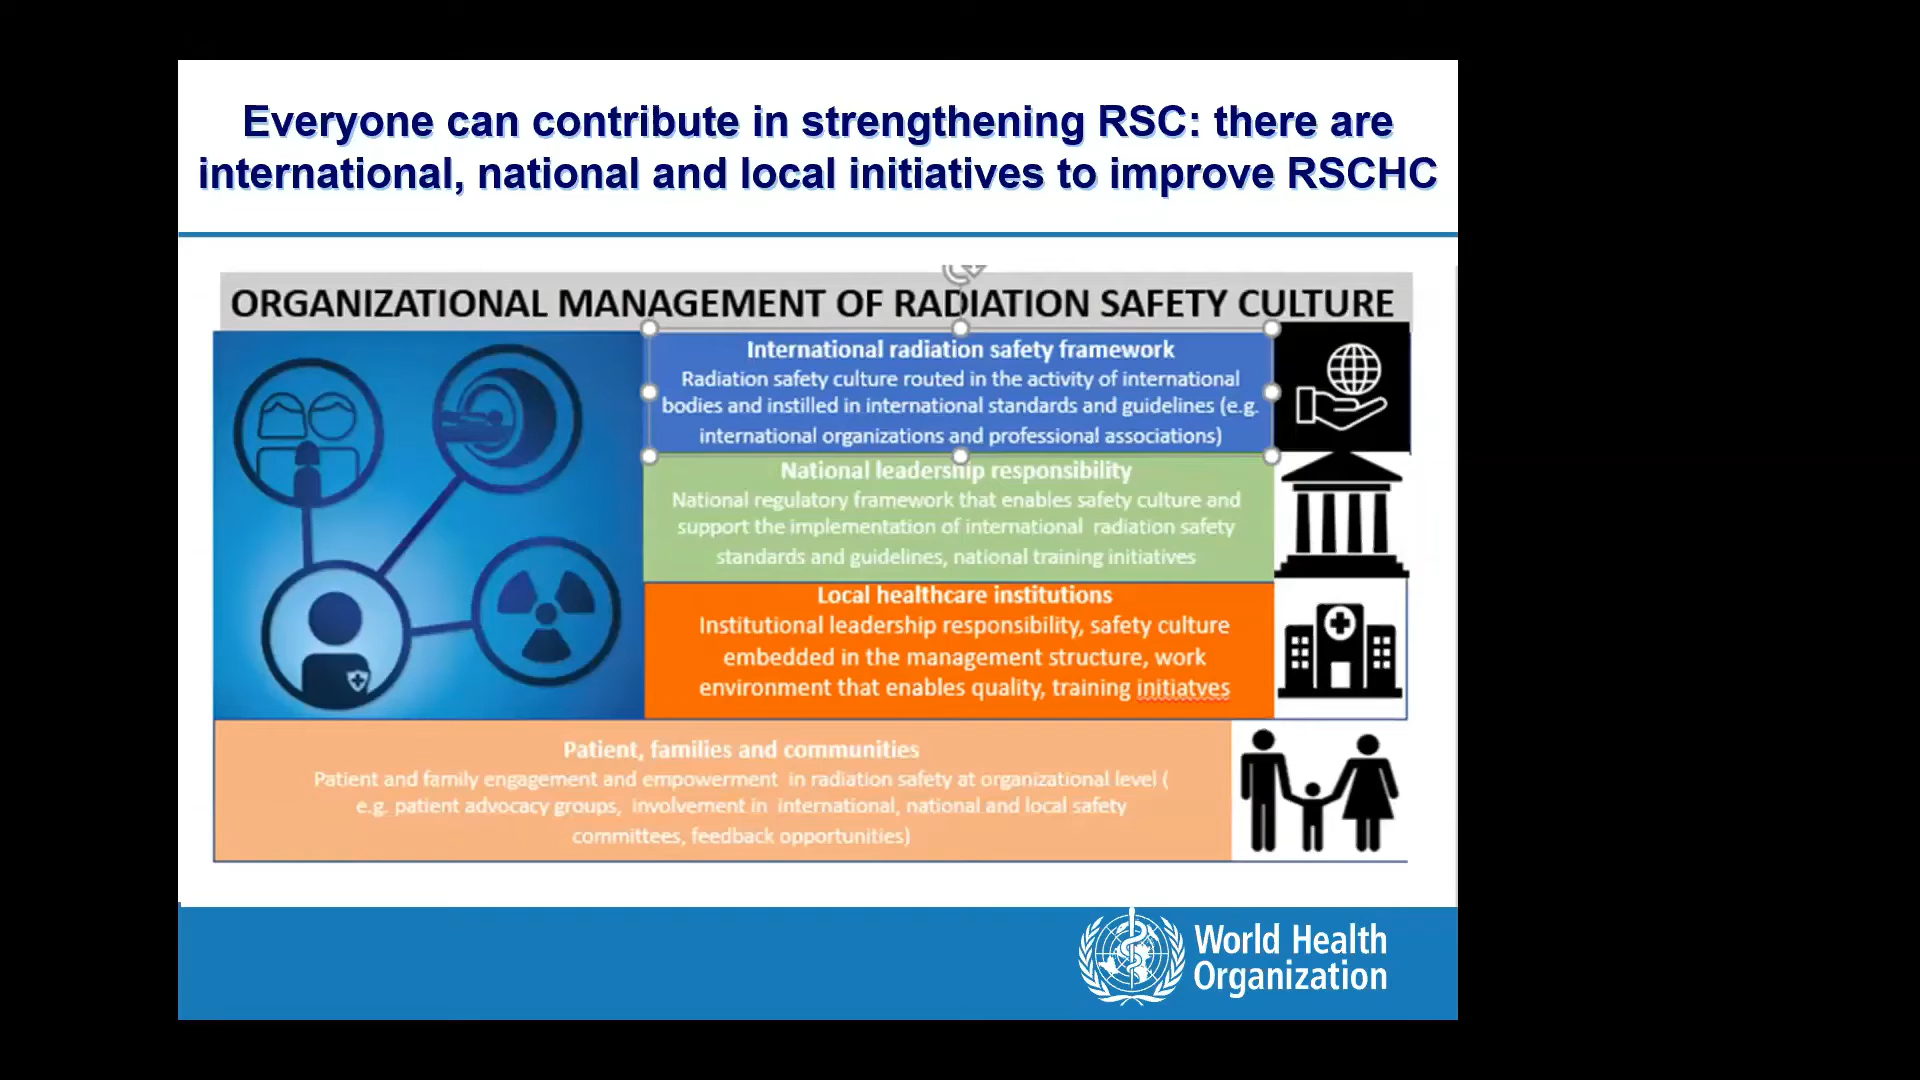 Everyone can contribute in strengthening RSC: there are
international, national and local initiatives to improve RSCHC
ORGANIZATIONAL MANAGEMENT OF RADIATION SAFETY CULTURE
International radiation safety framework
Radiation safety culture routed in the activity of international
bodies and instilled in international standards and guidelines (e.g.
international organizations and professional associations)
National leadership responsibility
National regulatory framework that enables safety culture and
support the implementation of international radiation safety
standards and guidelines, national training initiatives
Local healthcare institutions
Institutional leadership responsibility, safety culture
embedded in the management structure, work
environment that enables quality, training initiatves
Patient, families and communities
Patient and family engagement and empowerment in radiation safety at organizational level (
e.g. patient advocacy groups, involvement in international, national and local safety
committees, feedback opportunities)
World Health
Organization